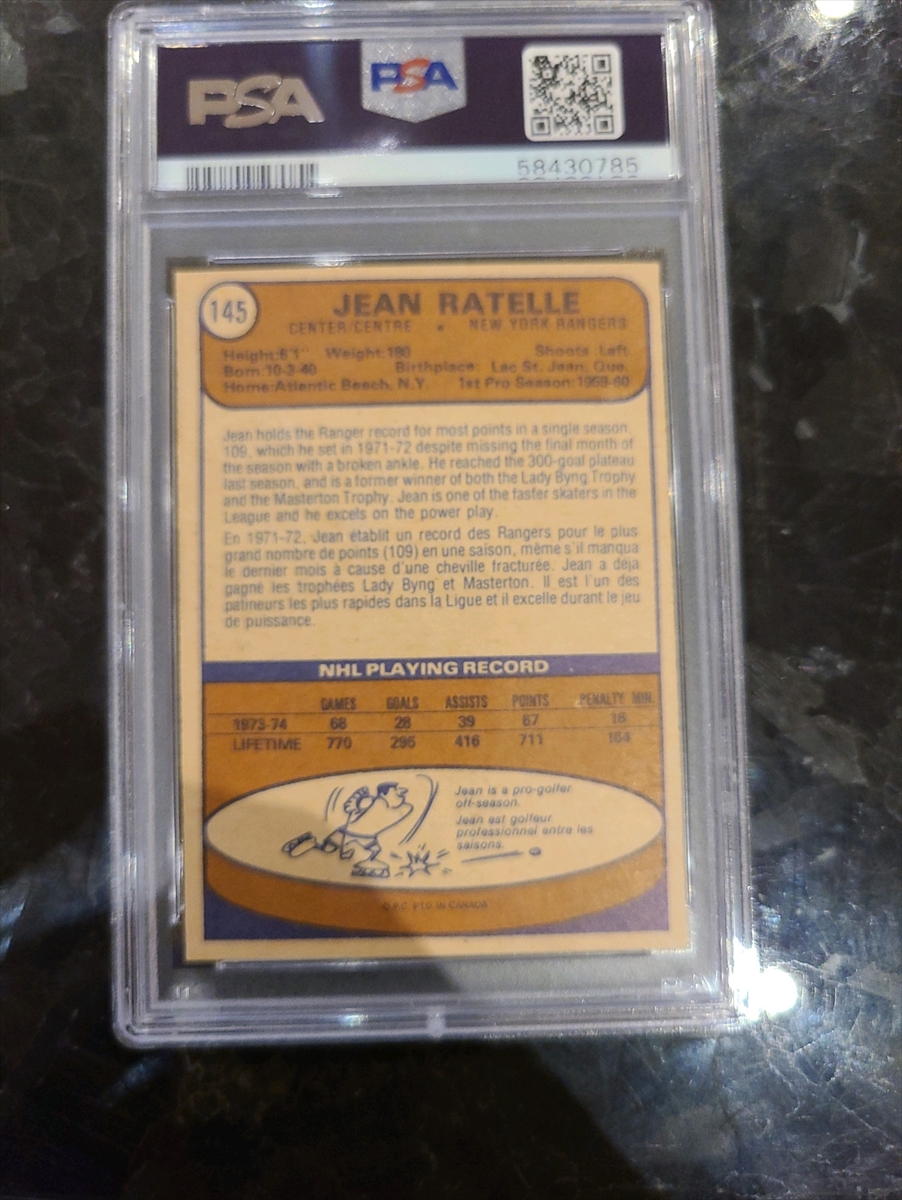 PSA
PSA
58430785
145
JEAN RATELLE
CENTER/CENTRE • NEW YORK RANGERS
Height:6'1" Weight:180 Shoots:Left
Born:10-3-40 Birthplace: Lac St. Jean, Que.
Home:Atlantic Beach, N.Y. 1st Pro Season:1959-60
Jean holds the Ranger record for most points in a single season,
109, which he set in 1971-72 despite missing the final month of
the season with a broken ankle. He reached the 300-goal plateau
last season, and is a former winner of both the Lady Byng Trophy
and the Masterton Trophy. Jean is one of the faster skaters in the
League and he excels on the power play.
En 1971-72, Jean établit un record des Rangers pour le plus
grand nombre de points (109) en une saison, même s'il manqua
le dernier mois à cause d'une cheville fracturée. Jean a déjà
gagné les trophées Lady Byng et Masterton. Il est l'un des
patineurs les plus rapides dans la Ligue et il excelle durant le jeu
de puissance.
NHL PLAYING RECORD
GAMES GOALS ASSISTS POINTS PENALTY MIN.
1973-74 68 28 39 67 16
LIFETIME 770 295 416 711 164
Jean is a pro-golfer
off-season.
Jean est golfeur
professionnel entre les
saisons.
O.P.C. PTD. IN CANADA